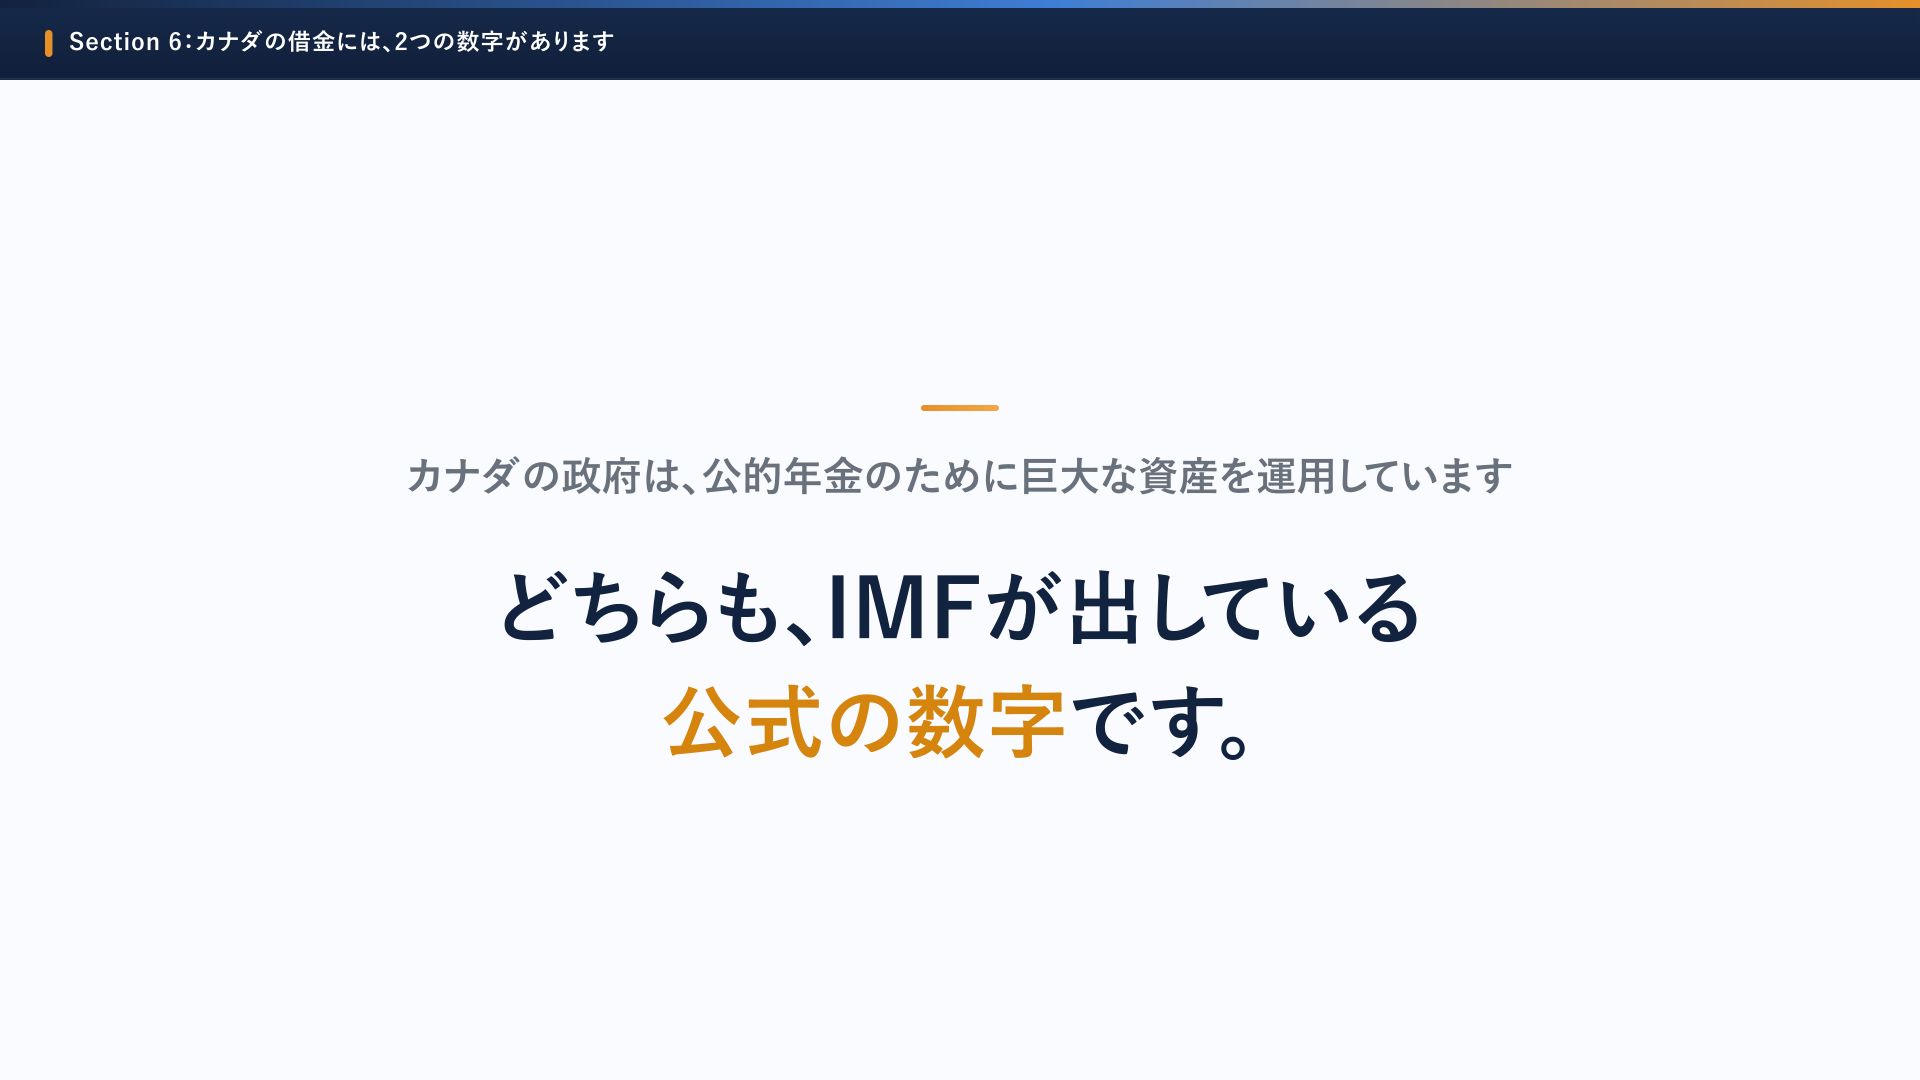 Section 6：カナダの借金には、2つの数字があります
カナダの政府は、公的年金のために巨大な資産を運用しています
どちらも、IMFが出している
公式の数字です。